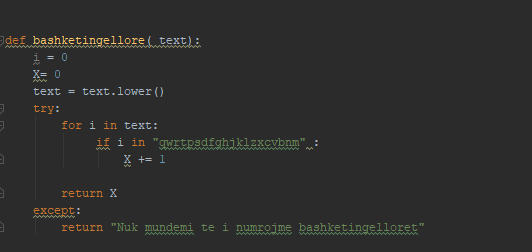 def bashketingellore( text):
    i = 0
    X= 0
    text = text.lower()
    try:
        for i in text:
            if i in "qwrtpsdfghjklzxcvbnm" :
                X += 1
        return X
    except:
        return "Nuk mundemi te i numrojme bashketingelloret"